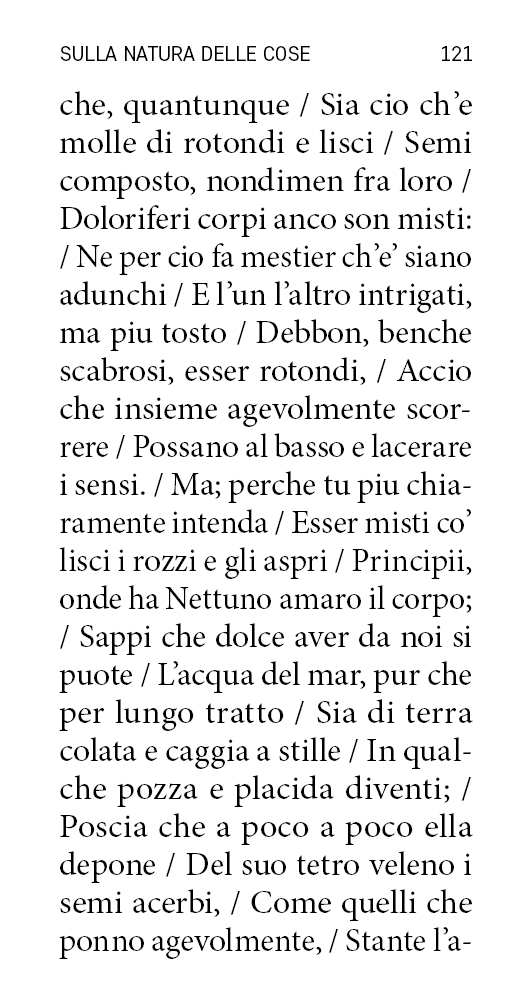 SULLA NATURA DELLE COSE 121
che, quantunque / Sia cio ch’e
molle di rotondi e lisci / Semi
composto, nondimen fra loro /
Doloriferi corpi anco son misti:
/ Ne per cio fa mestier ch’e’ siano
adunchi / E l’un l’altro intrigati,
ma piu tosto / Debbon, benche
scabrosi, esser rotondi, / Accio
che insieme agevolmente scor-
rere / Possano al basso e lacerare
i sensi. / Ma; perche tu piu chia-
ramente intenda / Esser misti co’
lisci i rozzi e gli aspri / Principii,
onde ha Nettuno amaro il corpo;
/ Sappi che dolce aver da noi si
puote / L’acqua del mar, pur che
per lungo tratto / Sia di terra
colata e caggia a stille / In qual-
che pozza e placida diventi; /
Poscia che a poco a poco ella
depone / Del suo tetro veleno i
semi acerbi, / Come quelli che
ponno agevolmente, / Stante l’a-